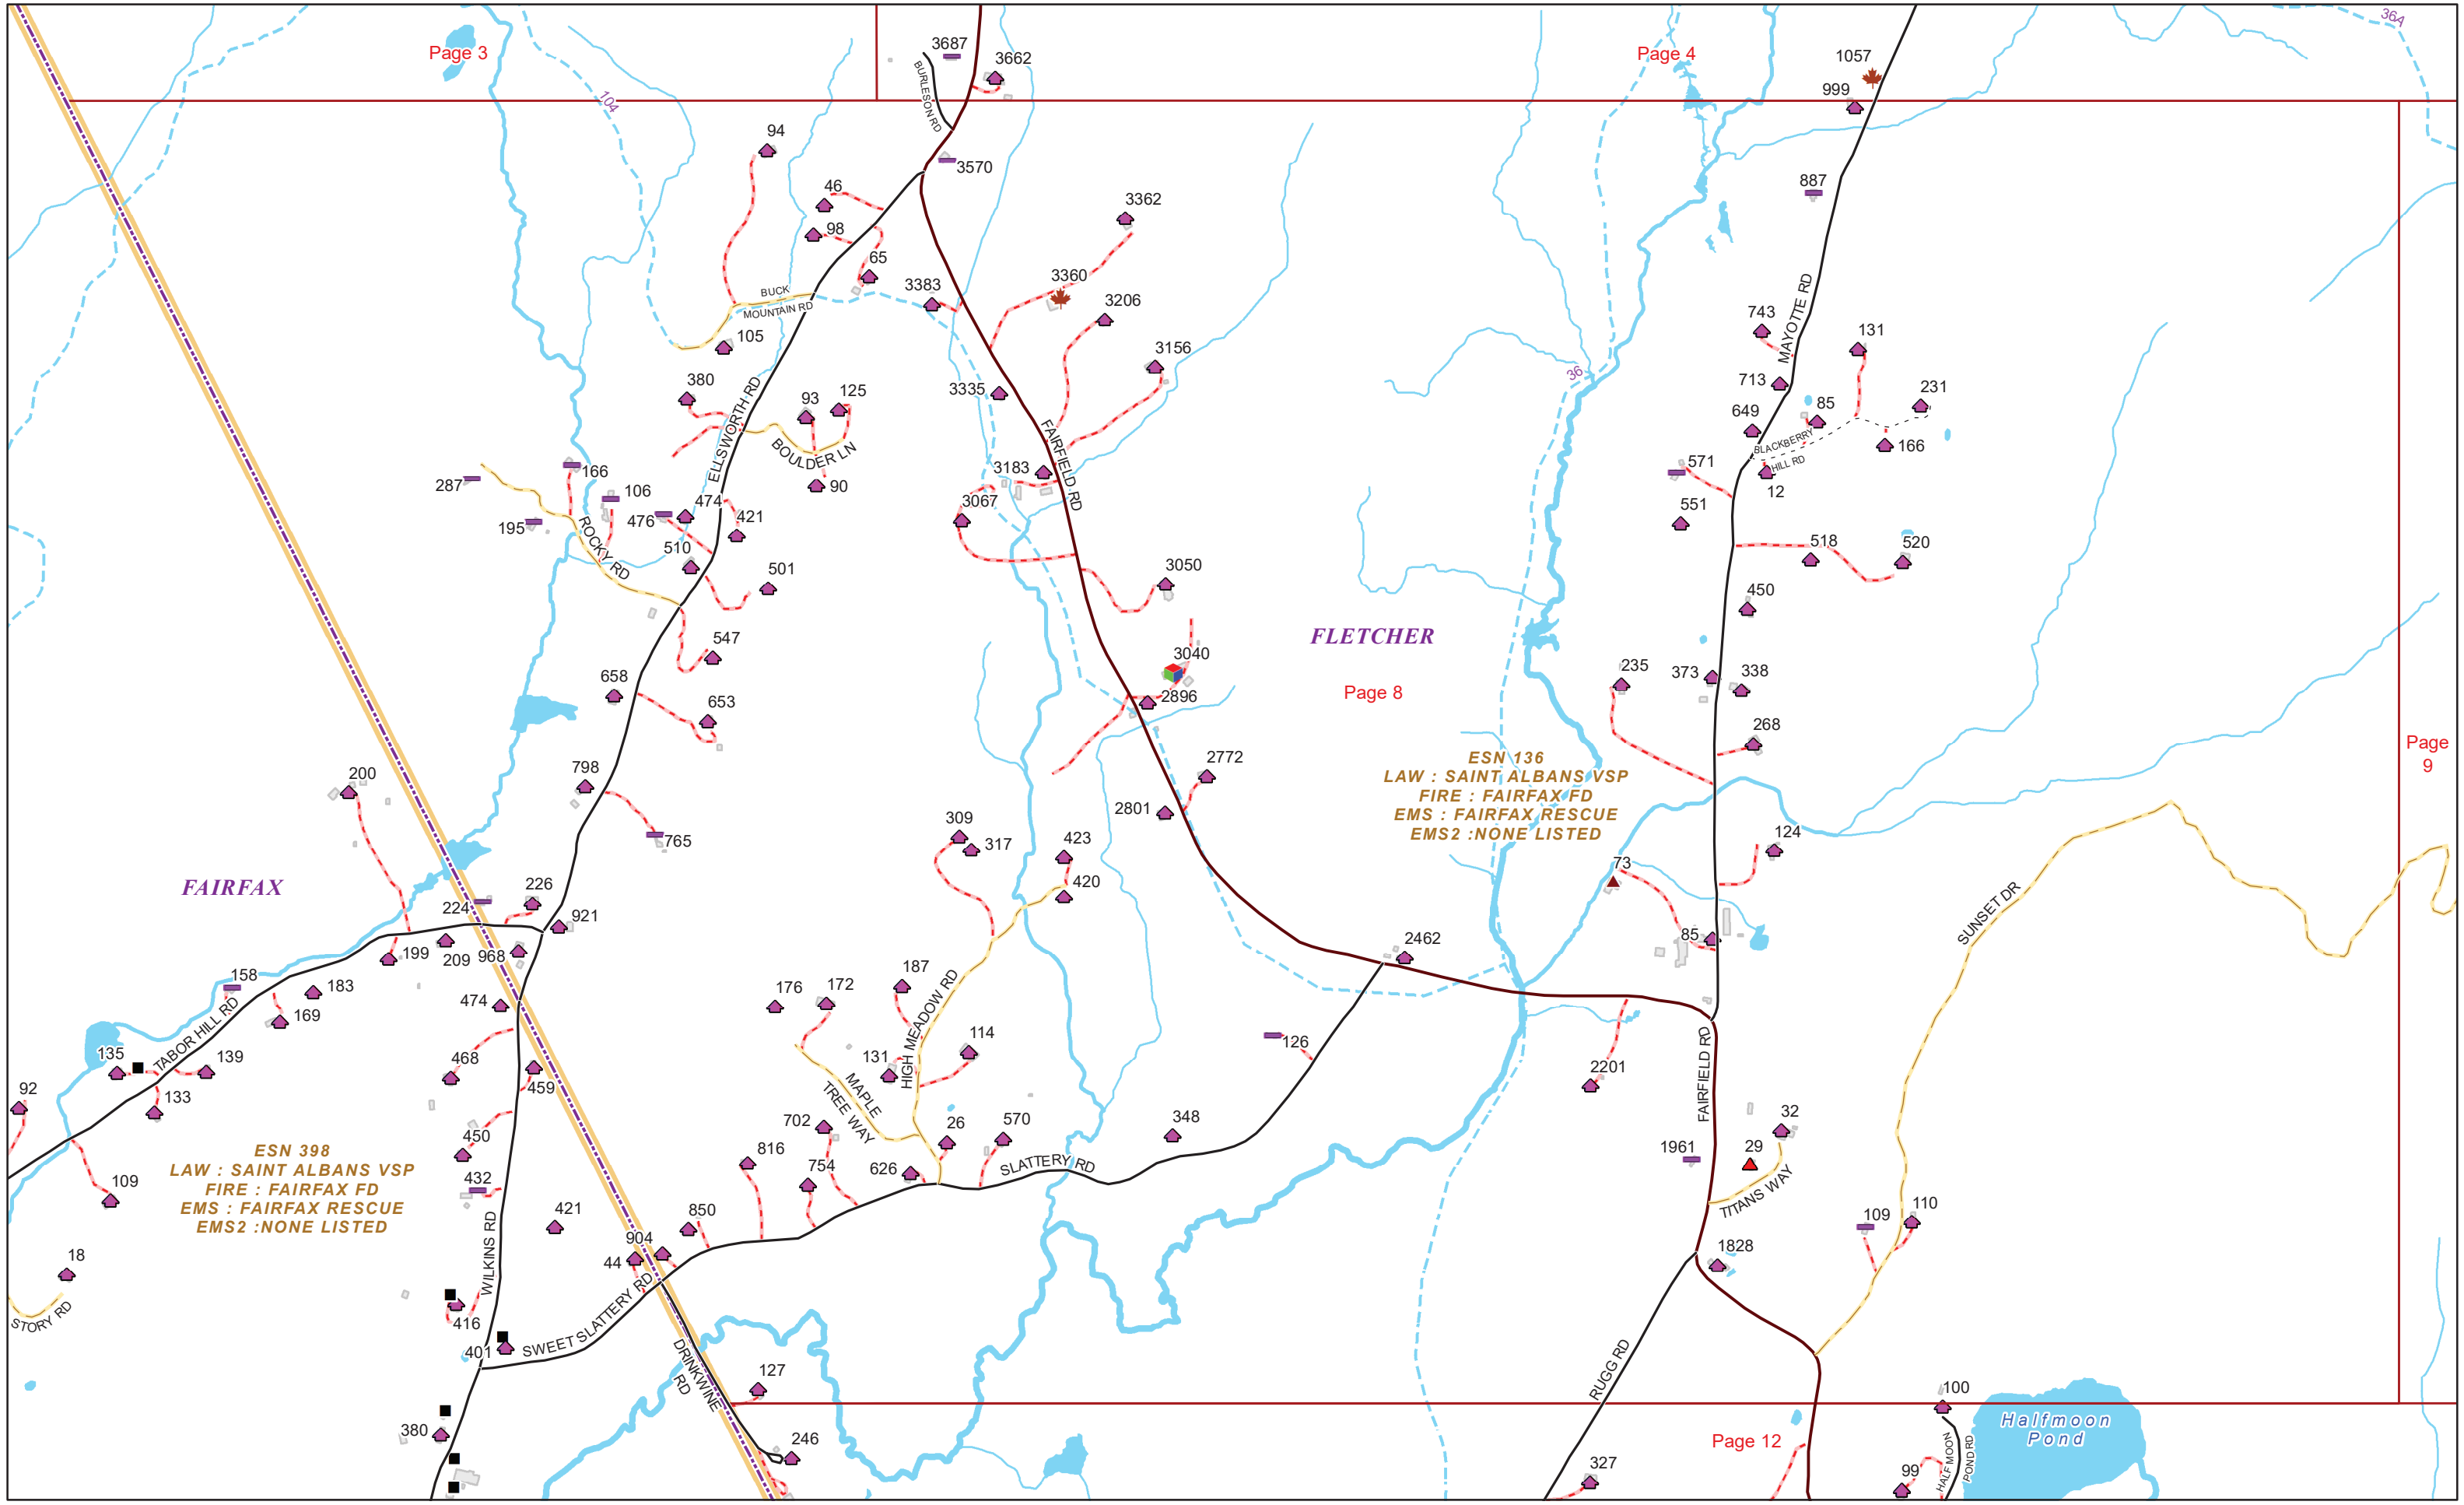 36A
Page 3
3687
3662
Page 4
1057
BURLESON RD
104
999
94
3570
46
887
98
3362
65
3383
3360
BUCK
MOUNTAIN RD
3206
743
MAYOTTE RD
131
105
3156
36
380
93
125
3335
713
231
ELLSWORTH RD
649
85
BOULDER LN
FAIRFIELD RD
BLACKBERRY
HILL RD
166
287
166
106
90
3183
571
12
195
476
474
421
3067
551
ROCKY RD
510
501
3050
518
520
450
547
FLETCHER
3040
658
653
2896
Page 8
235
373
338
268
Page
9
200
798
2772
ESN 136
LAW : SAINT ALBANS VSP
FIRE : FAIRFAX FD
EMS : FAIRFAX RESCUE
EMS2 :NONE LISTED
765
309
317
423
2801
124
73
FAIRFAX
226
420
224
921
SUNSET DR
199
209
968
2462
85
158
183
187
176
172
474
169
TABOR HILL RD
HIGH MEADOW RD
114
126
135
139
468
131
FAIRFIELD RD
2201
92
133
459
MAPLE
TREE WAY
702
26
570
348
32
450
816
754
626
SLATTERY RD
1961
29
ESN 398
LAW : SAINT ALBANS VSP
FIRE : FAIRFAX FD
EMS : FAIRFAX RESCUE
EMS2 :NONE LISTED
109
432
TITANS WAY
109
110
421
850
WILKINS RD
904
44
1828
18
STORY RD
416
401
SWEET SLATTERY RD
DRINKWINE
RD
127
RUGG RD
100
Halfmoon
Pond
380
246
Page 12
327
99
HALF MOON
POND RD